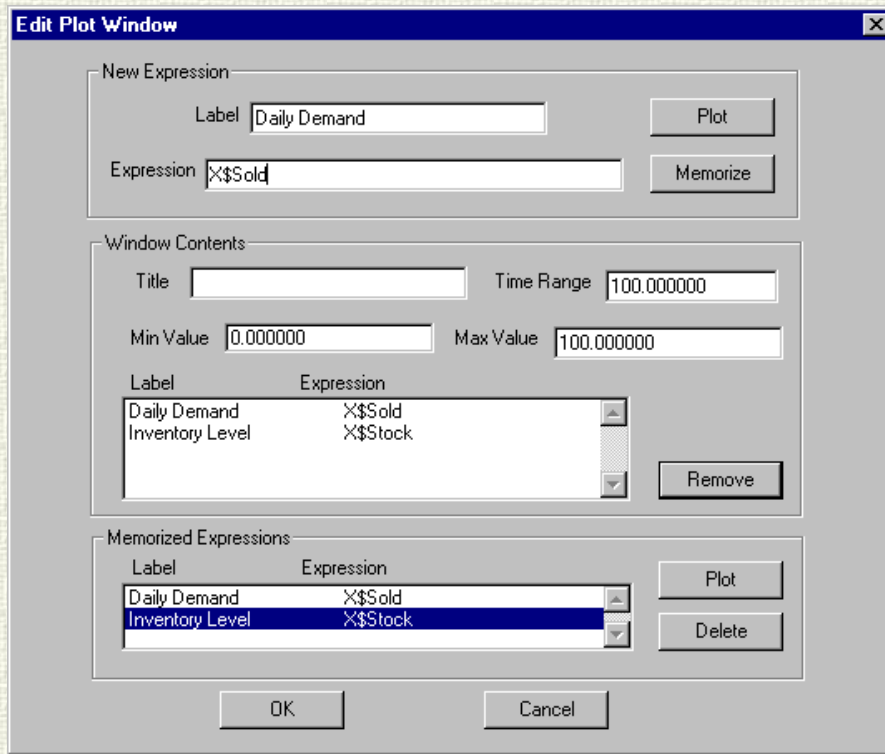 Edit Plot Window
New Expression
Label Daily Demand Plot
Expression X$Sold Memorize
Window Contents
Title Time Range 100.000000
Min Value 0.000000 Max Value 100.000000
Label Expression
Daily Demand X$Sold
Inventory Level X$Stock
Remove
Memorized Expressions
Label Expression
Plot
Daily Demand X$Sold
Inventory Level X$Stock
Delete
OK Cancel